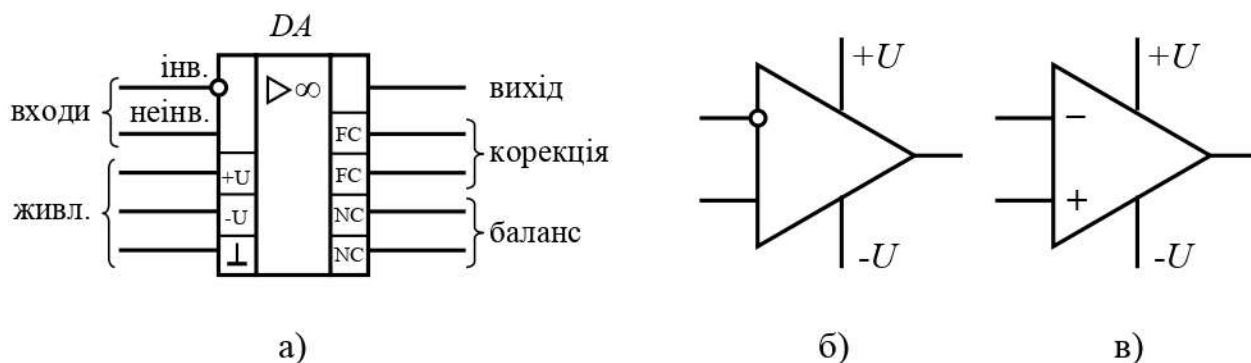 DA
інв.
▷∞
входи
неінв.
вихід
FC
FC
корекція
+U
живл.
-U
⊥
NC
NC
баланс
а)
+U
-U
б)
+U
−
+
-U
в)